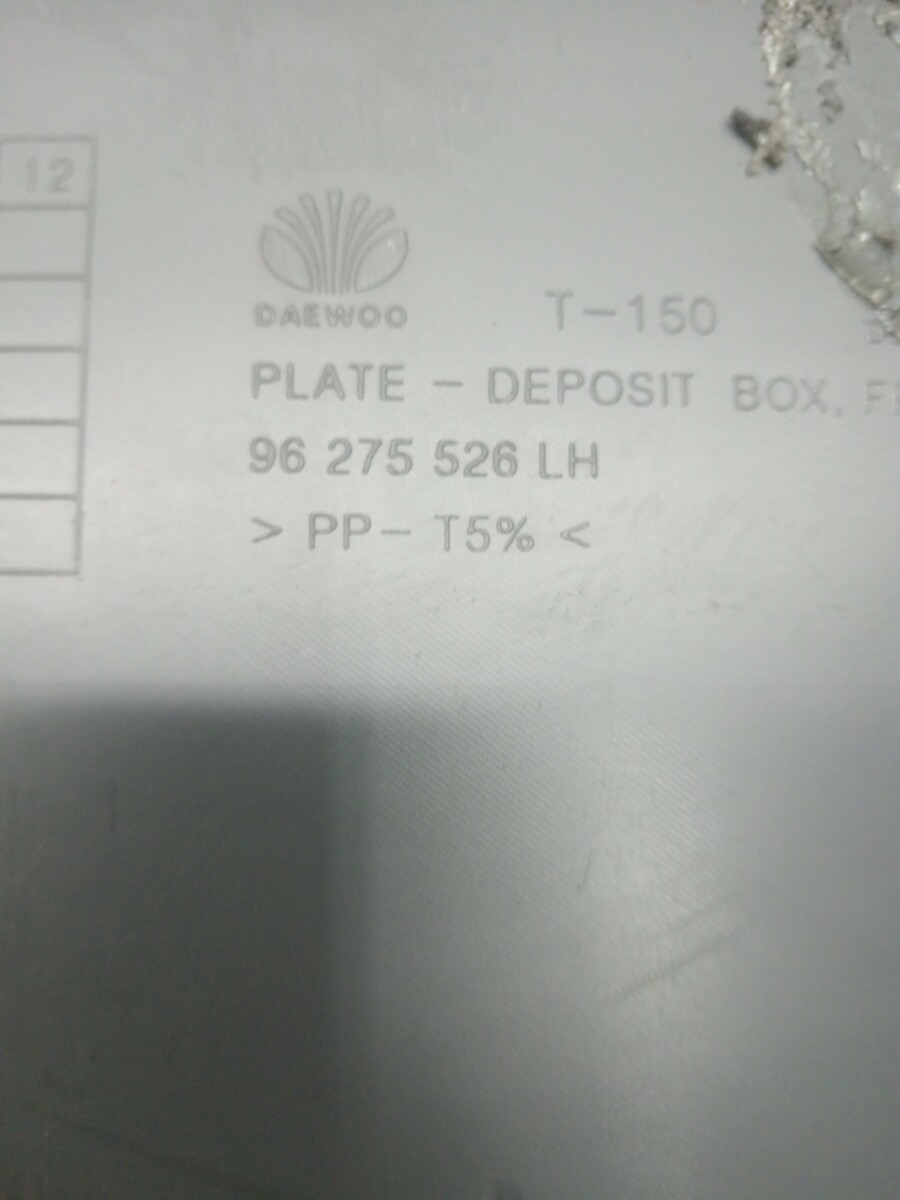 12
DAEWOO
T-150
PLATE - DEPOSIT BOX,
96 275 526 LH
> PP- T5% <